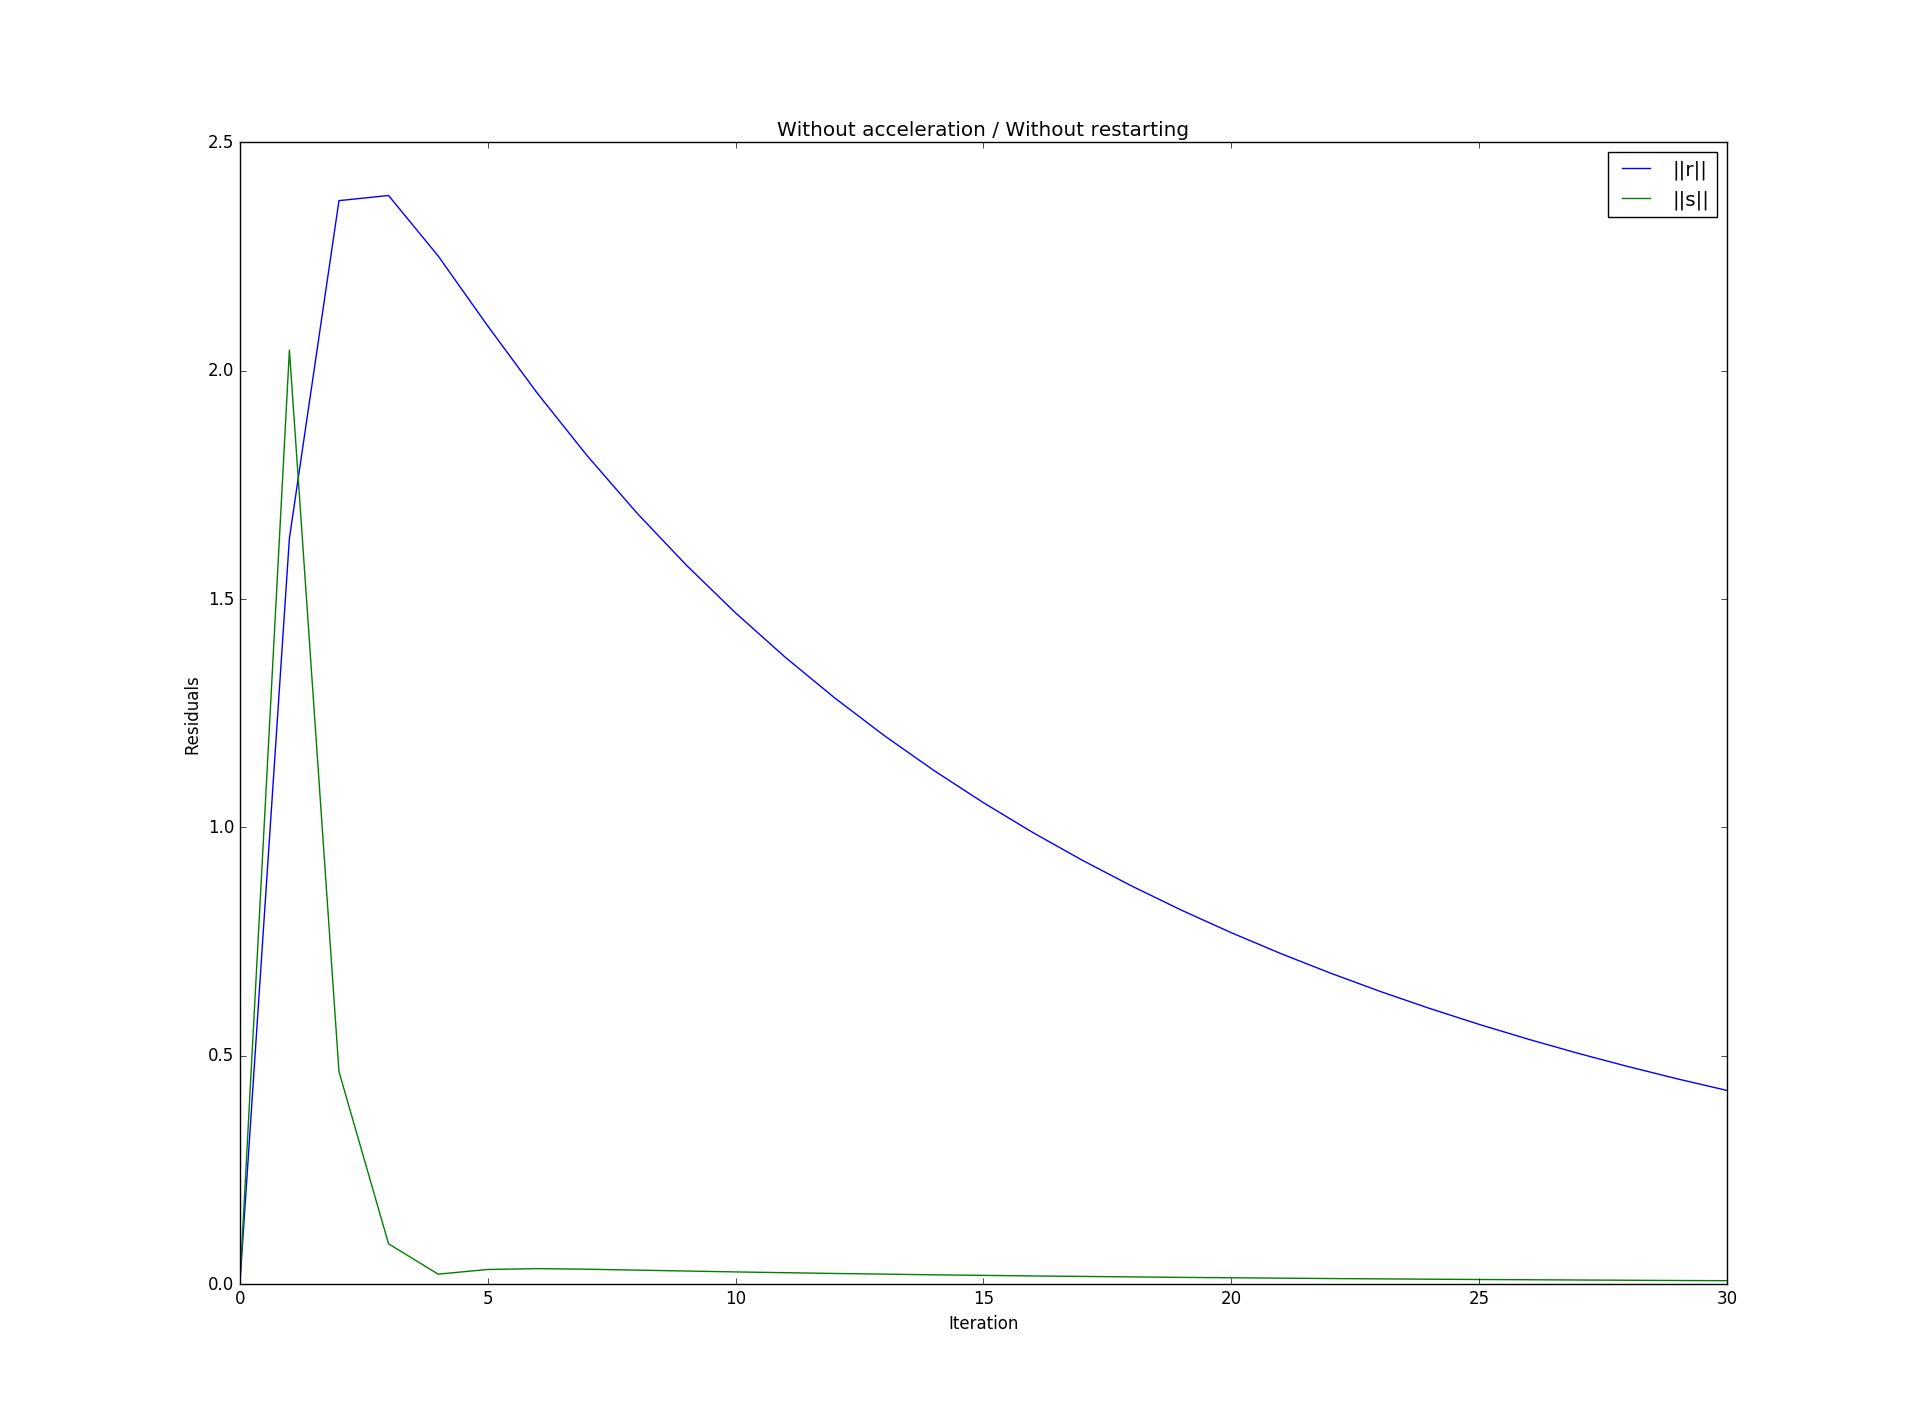 Without acceleration / Without restarting
2.5
2.0
1.5
1.0
0.5
0.0
Residuals
||r||
||s||
0 5 10 15 20 25 30
Iteration